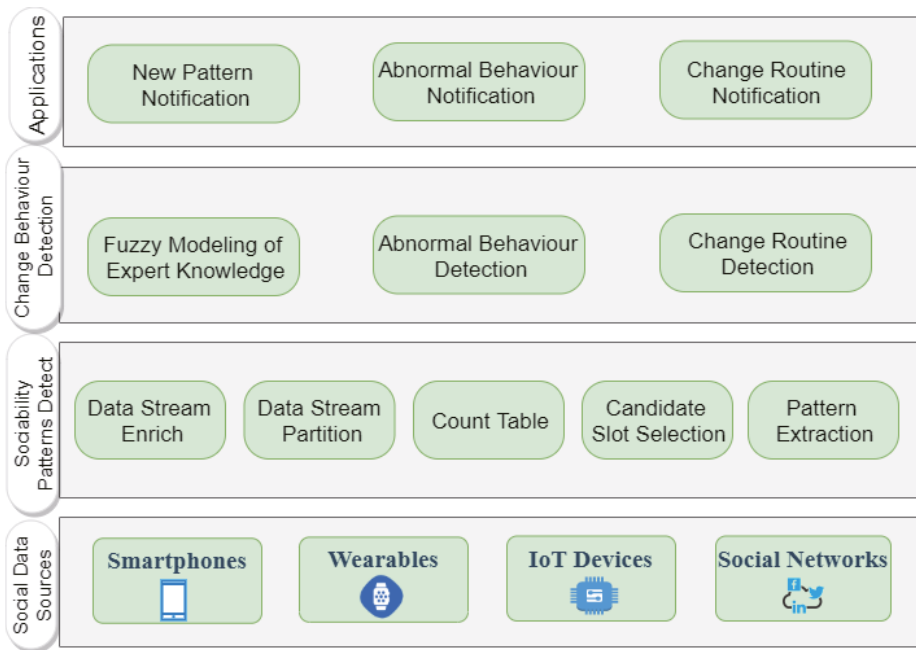 Applications
New Pattern
Notification
Abnormal Behaviour
Notification
Change Routine
Notification
Change Behaviour
Detection
Fuzzy Modeling of
Expert Knowledge
Abnormal Behaviour
Detection
Change Routine
Detection
Sociability
Patterns Detect
Data Stream
Enrich
Data Stream
Partition
Count Table
Candidate
Slot Selection
Pattern
Extraction
Social Data
Sources
Smartphones
Wearables
IoT Devices
Social Networks
f
in